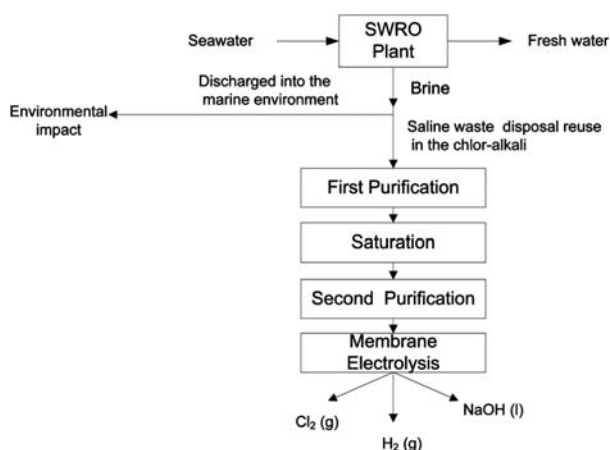 SWRO
Plant
Seawater
Fresh water
Discharged into the
marine environment
Brine
Environmental
impact
Saline waste disposal reuse
in the chlor-alkali
First Purification
Saturation
Second Purification
Membrane
Electrolysis
Cl₂ (g)
H₂ (g)
NaOH (l)